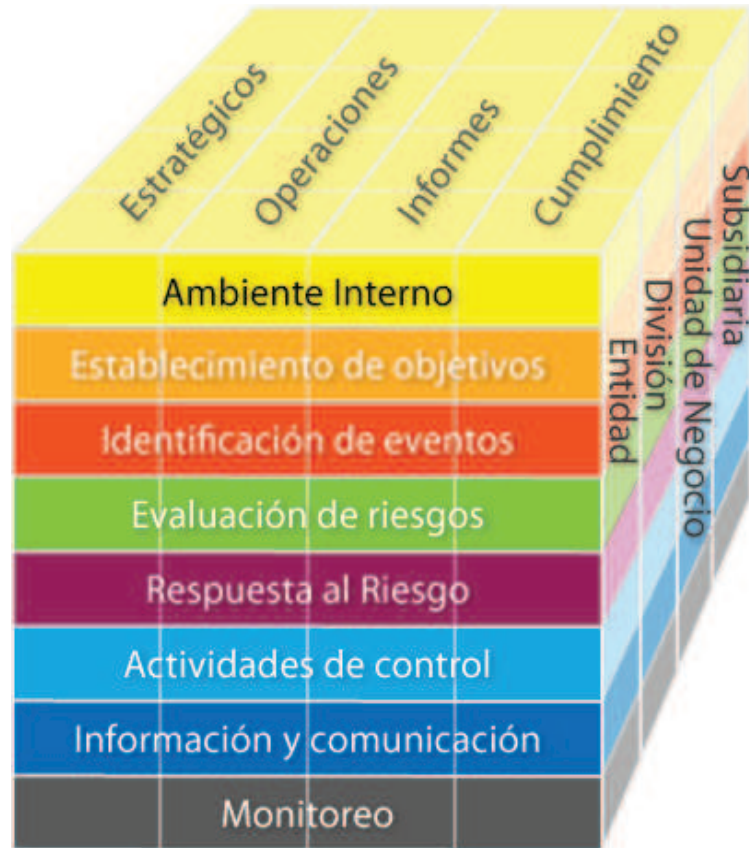 Estratégicos
Operaciones
Informes
Cumplimiento
Ambiente Interno
Establecimiento de objetivos
Identificación de eventos
Evaluación de riesgos
Respuesta al Riesgo
Actividades de control
Información y comunicación
Monitoreo
Entidad
División
Unidad de Negocio
Subsidiaria